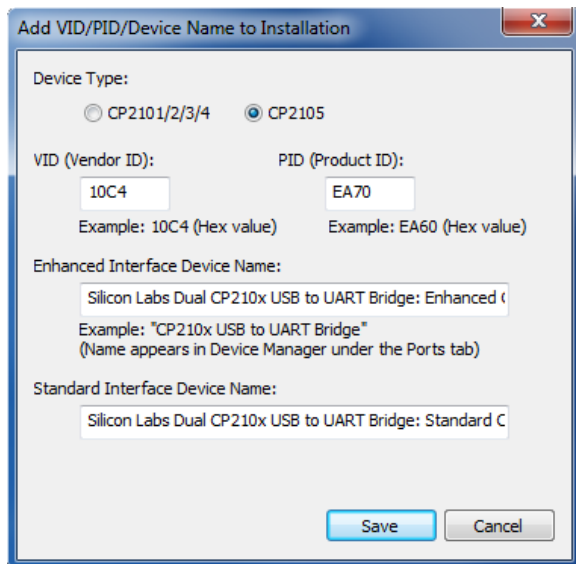 Add VID/PID/Device Name to Installation
Device Type:
CP2101/2/3/4 CP2105
VID (Vendor ID): PID (Product ID):
10C4 EA70
Example: 10C4 (Hex value) Example: EA60 (Hex value)
Enhanced Interface Device Name:
Silicon Labs Dual CP210x USB to UART Bridge: Enhanced
Example: "CP210x USB to UART Bridge"
(Name appears in Device Manager under the Ports tab)
Standard Interface Device Name:
Silicon Labs Dual CP210x USB to UART Bridge: Standard C
Save Cancel